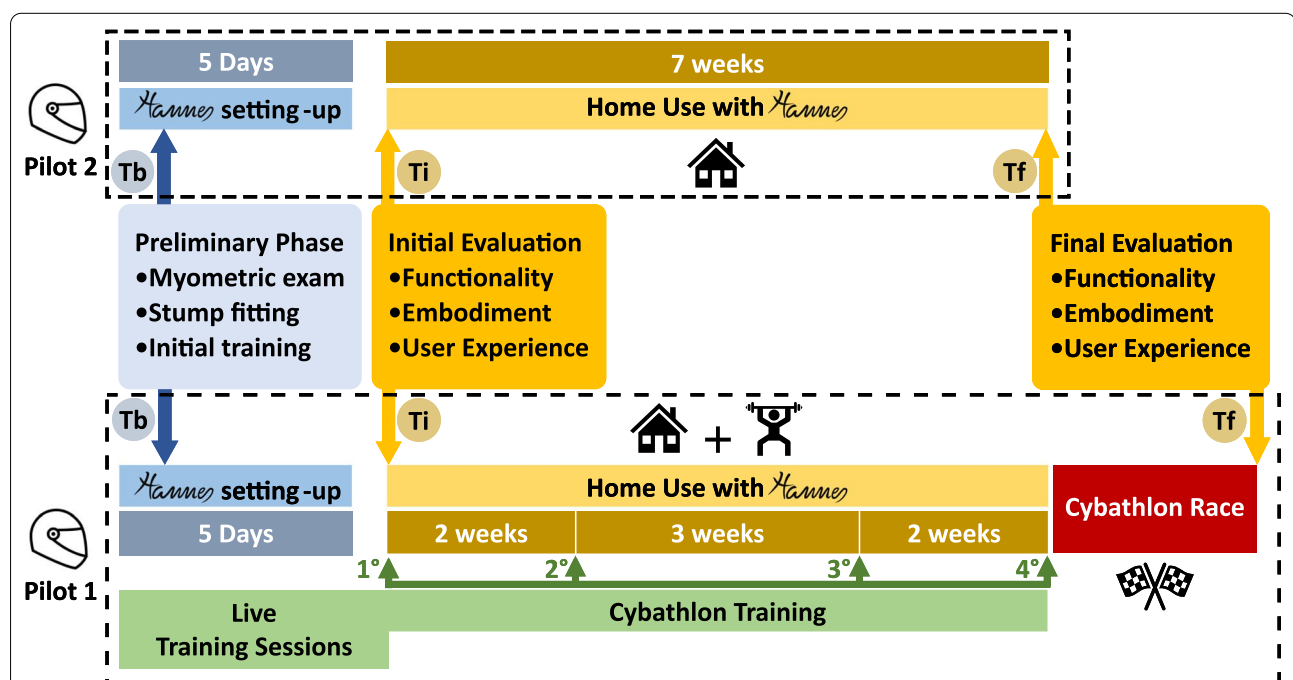 5 Days
7 weeks
Hannes setting-up
Home Use with Hannes
Pilot 2
Tb
Ti
Tf
Preliminary Phase
•Myometric exam
•Stump fitting
•Initial training
Initial Evaluation
•Functionality
•Embodiment
•User Experience
Final Evaluation
•Functionality
•Embodiment
•User Experience
Tb
Ti
Tf
+
Hannes setting-up
Home Use with Hannes
Cybathlon Race
5 Days
2 weeks
3 weeks
2 weeks
Pilot 1
1°
2°
3°
4°
Live
Training Sessions
Cybathlon Training